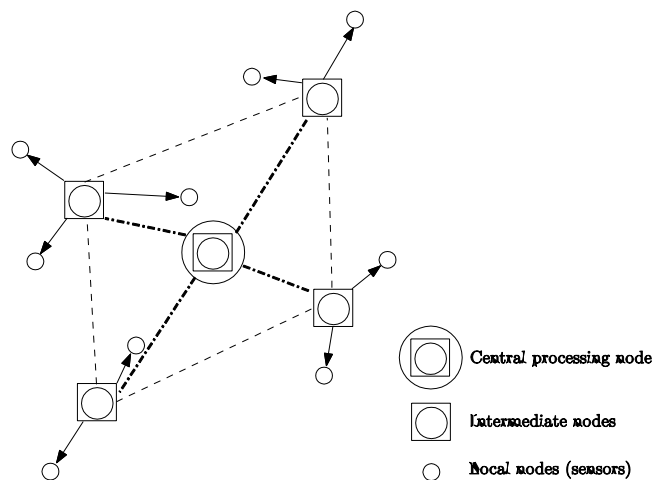 Central processing node
Intermediate nodes
Local nodes (sensors)